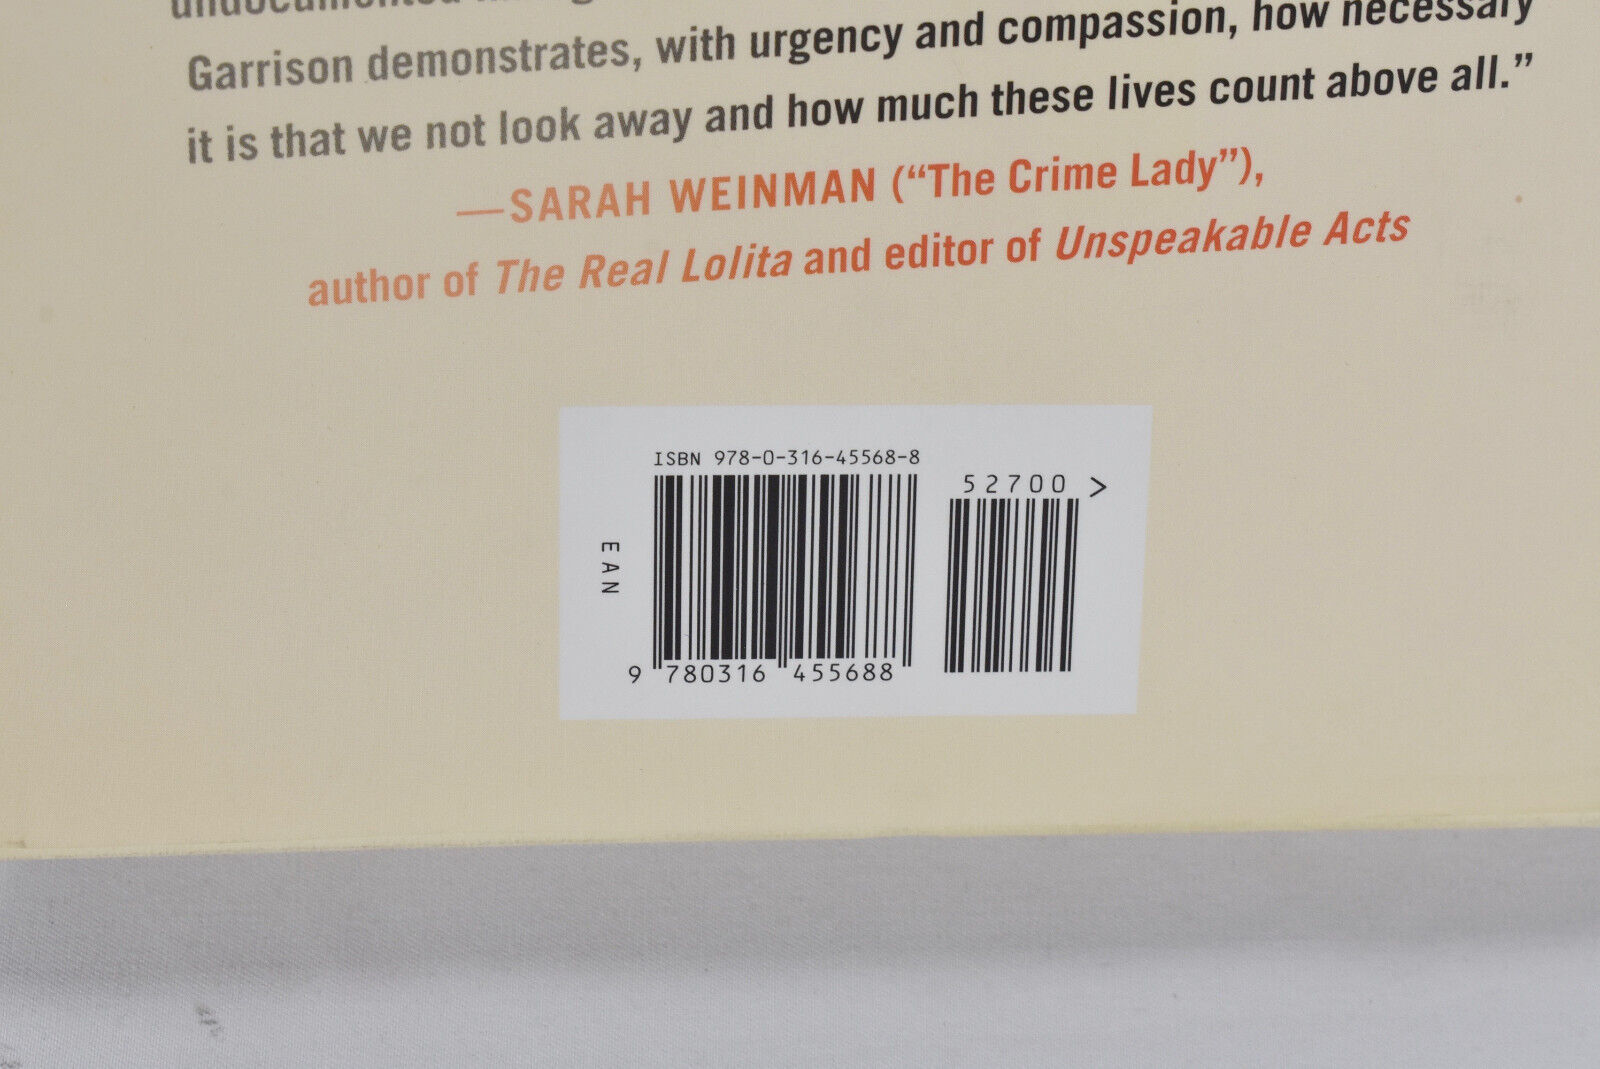 undocumented
Garrison demonstrates, with urgency and compassion, how necessary
it is that we not look away and how much these lives count above all.”
—SARAH WEINMAN (“The Crime Lady”),
author of The Real Lolita and editor of Unspeakable Acts
ISBN 978-0-316-45568-8
52700 >
EAN
9 780316 455688